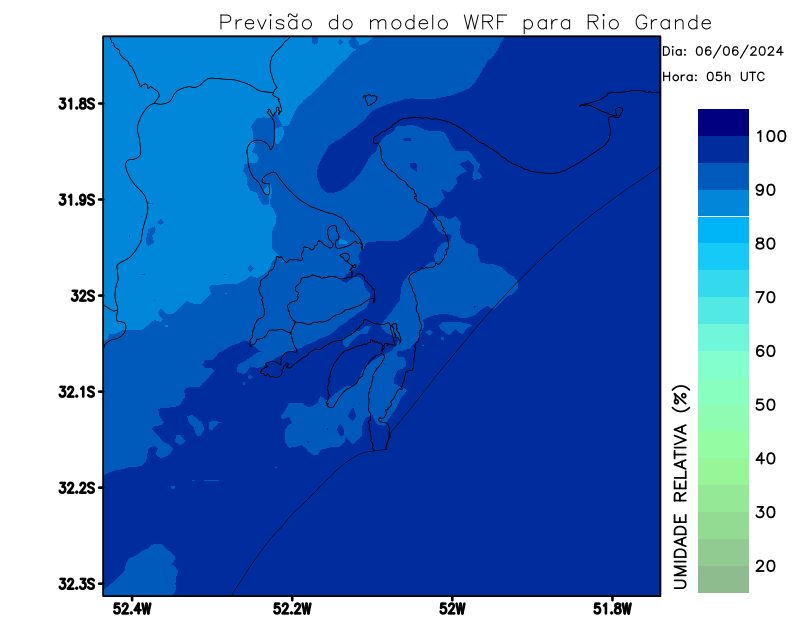 Previsão do modelo WRF para Rio Grande
Dia: 06/06/2024
Hora: 05h UTC
31.8S
31.9S
32S
32.1S
32.2S
32.3S
52.4W
52.2W
52W
51.8W
100
90
80
70
60
50
40
30
20
UMIDADE RELATIVA (%)